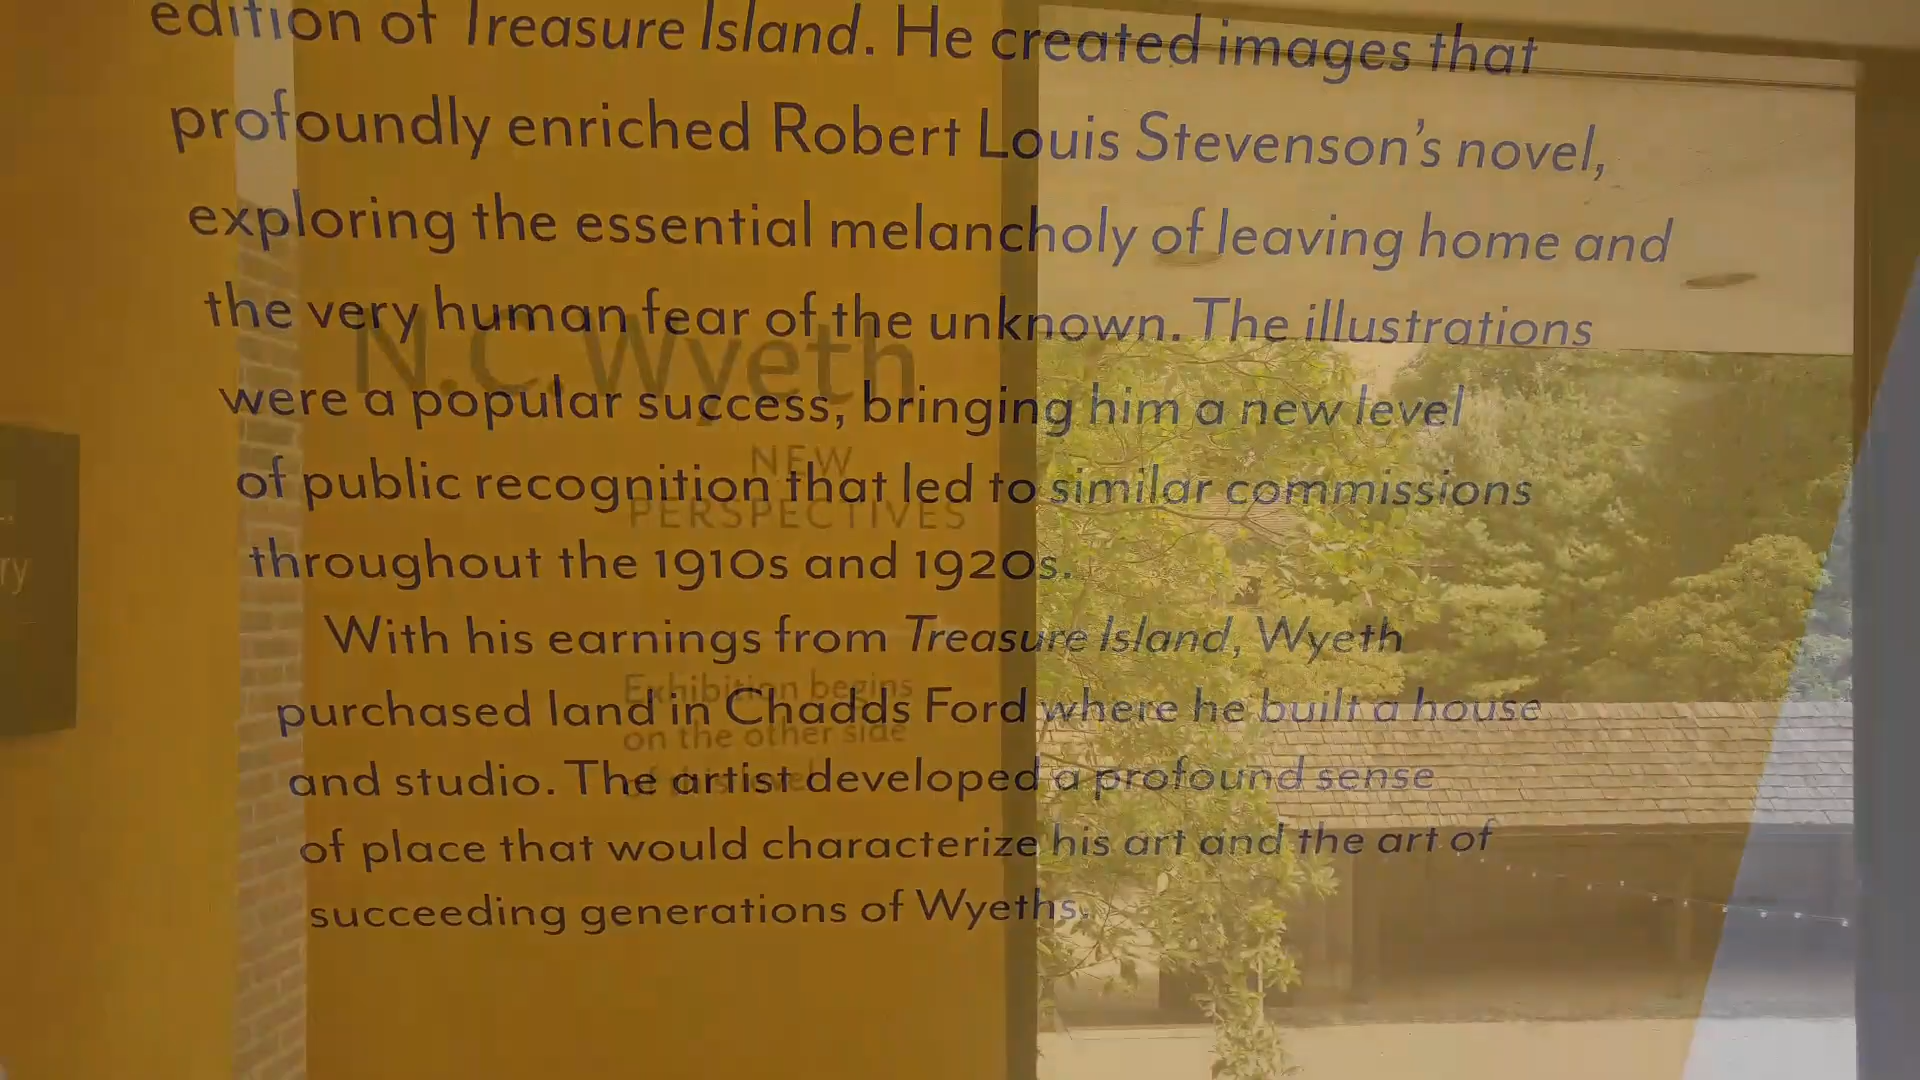 edition of Treasure Island. He created images that
profoundly enriched Robert Louis Stevenson's novel,
exploring the essential melancholy of leaving home and
the very human fear of the unknown. The illustrations
were a popular success, bringing him a new level
of public recognition that led to similar commissions
throughout the 1910s and 1920s.
With his earnings from Treasure Island, Wyeth
purchased land in Chadds Ford where he built a house
and studio. The artist developed a profound sense
of place that would characterize his art and the art of
succeeding generations of Wyeths.
N.C. Wyeth
NEW
PERSPECTIVES
Exhibition begins
on the other side